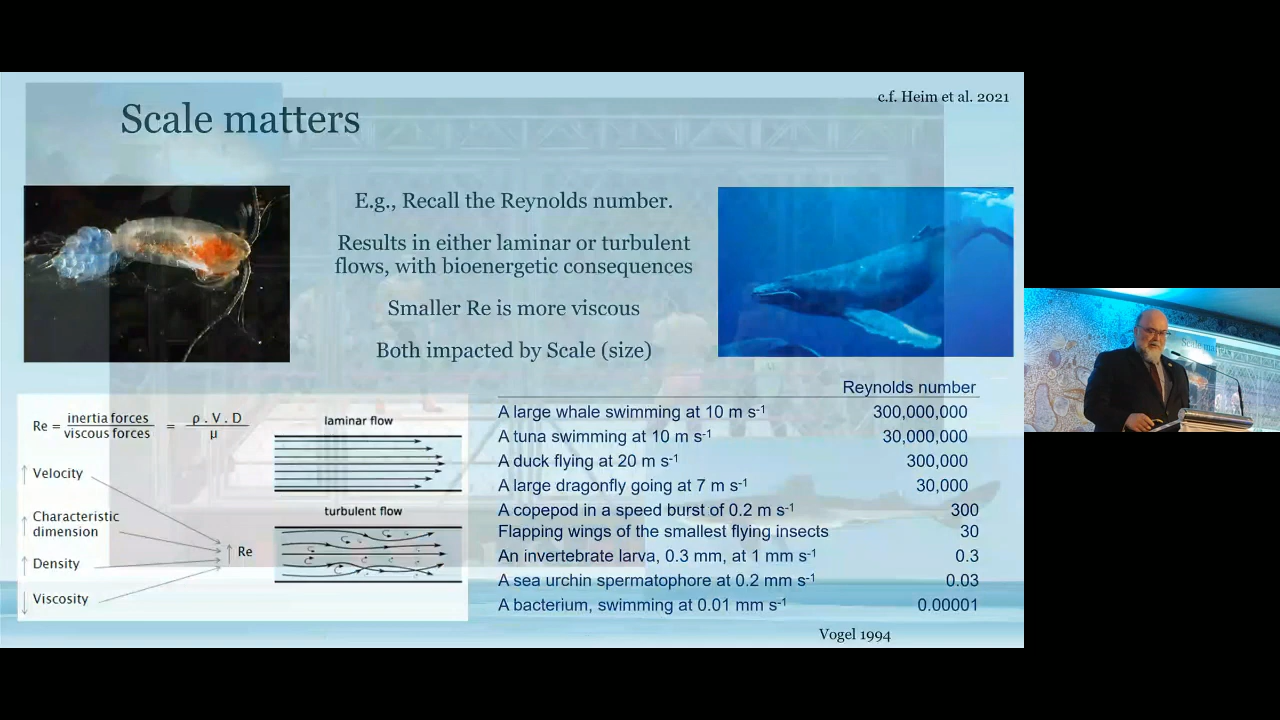 c.f. Heim et al. 2021
Scale matters
E.g., Recall the Reynolds number.
Results in either laminar or turbulent
flows, with bioenergetic consequences
Smaller Re is more viscous
Both impacted by Scale (size)
Re = inertia forces / viscous forces = ρ . V . D / μ
↑ Velocity
↑ Characteristic
dimension
↑ Density
↓ Viscosity
↑ Re
laminar flow
turbulent flow
Reynolds number
A large whale swimming at 10 m s-1 300,000,000
A tuna swimming at 10 m s-1 30,000,000
A duck flying at 20 m s-1 300,000
A large dragonfly going at 7 m s-1 30,000
A copepod in a speed burst of 0.2 m s-1 300
Flapping wings of the smallest flying insects 30
An invertebrate larva, 0.3 mm, at 1 mm s-1 0.3
A sea urchin spermatophore at 0.2 mm s-1 0.03
A bacterium, swimming at 0.01 mm s-1 0.00001
Vogel 1994
Scale matters